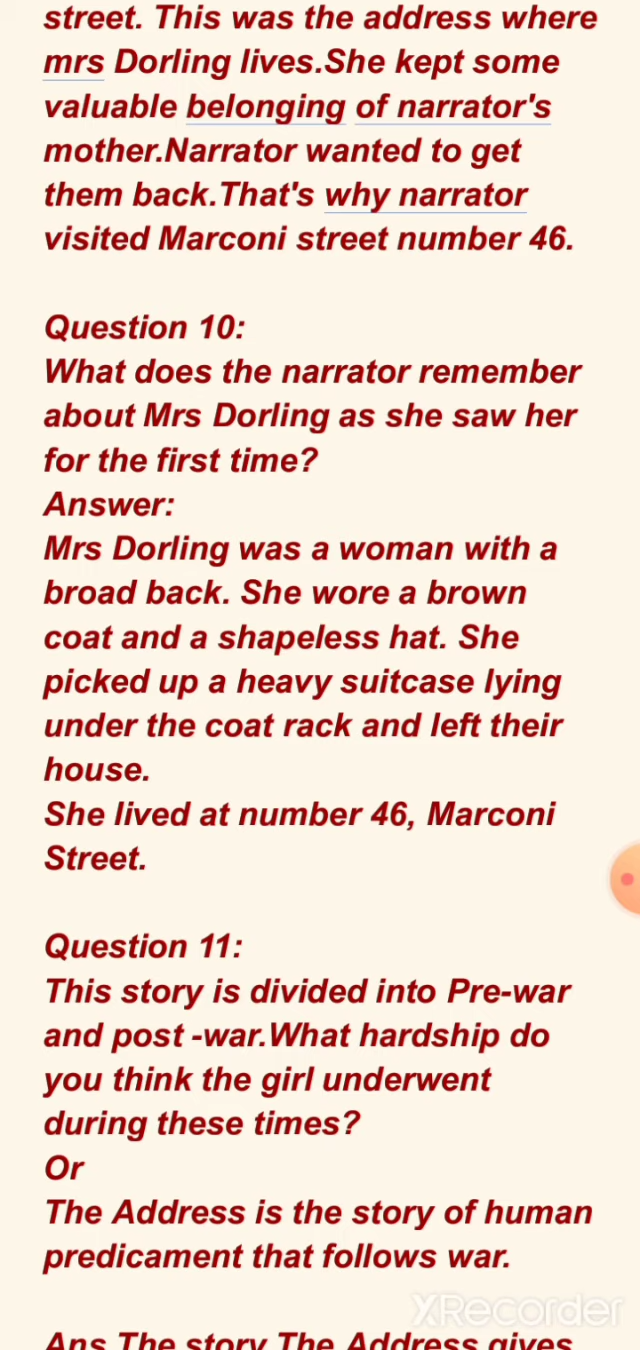 street. This was the address where
mrs Dorling lives.She kept some
valuable belonging of narrator's
mother.Narrator wanted to get
them back.That's why narrator
visited Marconi street number 46.
Question 10:
What does the narrator remember
about Mrs Dorling as she saw her
for the first time?
Answer:
Mrs Dorling was a woman with a
broad back. She wore a brown
coat and a shapeless hat. She
picked up a heavy suitcase lying
under the coat rack and left their
house.
She lived at number 46, Marconi
Street.
Question 11:
This story is divided into Pre-war
and post -war.What hardship do
you think the girl underwent
during these times?
Or
The Address is the story of human
predicament that follows war.
XRecorder
Ans The story The Address gives